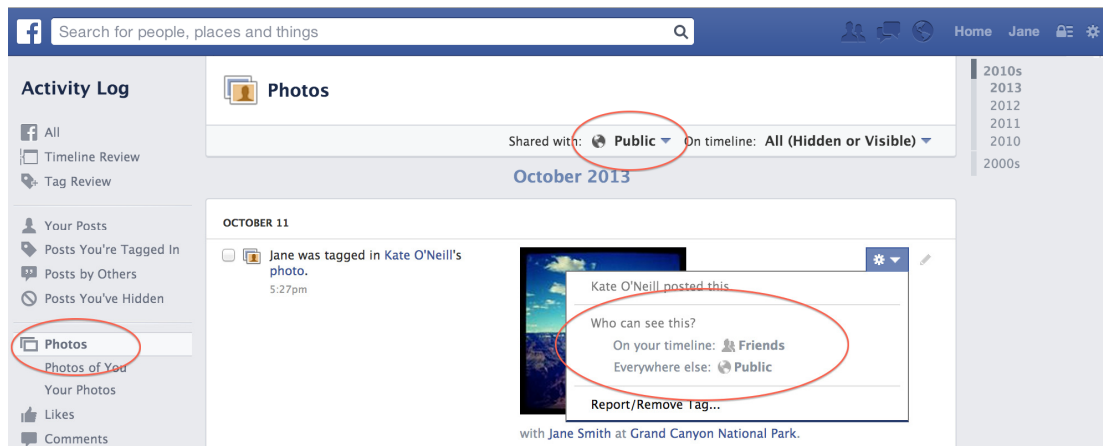 Search for people, places and things
Home Jane
Activity Log
All
Timeline Review
Tag Review
Your Posts
Posts You're Tagged In
Posts by Others
Posts You've Hidden
Photos
Photos of You
Your Photos
Likes
Comments
Photos
Shared with: Public On timeline: All (Hidden or Visible)
October 2013
OCTOBER 11
Jane was tagged in Kate O'Neill's
photo.
5:27pm
Kate O'Neill posted this.
Who can see this?
On your timeline: Friends
Everywhere else: Public
Report/Remove Tag...
with Jane Smith at Grand Canyon National Park.
2010s
2013
2012
2011
2010
2000s